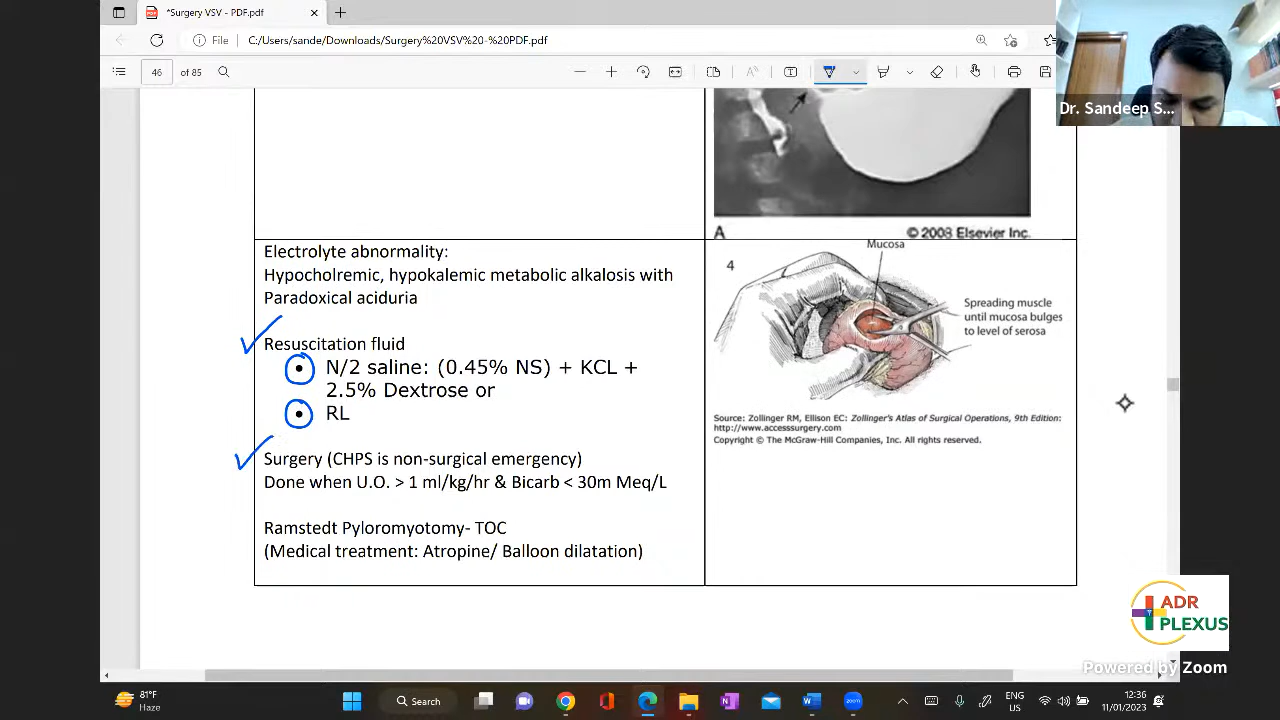 *Surgery VSV - PDF.pdf
File
C:/Users/sande/Downloads/Surgery%20VSV%20-%20PDF.pdf
46 of 85
Dr. Sandeep S...
A
© 2008 Elsevier Inc.
Electrolyte abnormality:
Hypocholremic, hypokalemic metabolic alkalosis with
Paradoxical aciduria
Resuscitation fluid
• N/2 saline: (0.45% NS) + KCL +
2.5% Dextrose or
• RL
Surgery (CHPS is non-surgical emergency)
Done when U.O. > 1 ml/kg/hr & Bicarb < 30m Meq/L
Ramstedt Pyloromyotomy- TOC
(Medical treatment: Atropine/ Balloon dilatation)
Mucosa
4
Spreading muscle
until mucosa bulges
to level of serosa
Source: Zollinger RM, Ellison EC: Zollinger's Atlas of Surgical Operations, 9th Edition:
http://www.accesssurgery.com
Copyright © The McGraw-Hill Companies, Inc. All rights reserved.
ADR
PLEXUS
Powered by Zoom
81°F
Haze
Search
zoom
ENG
US
12:36
11/01/2023